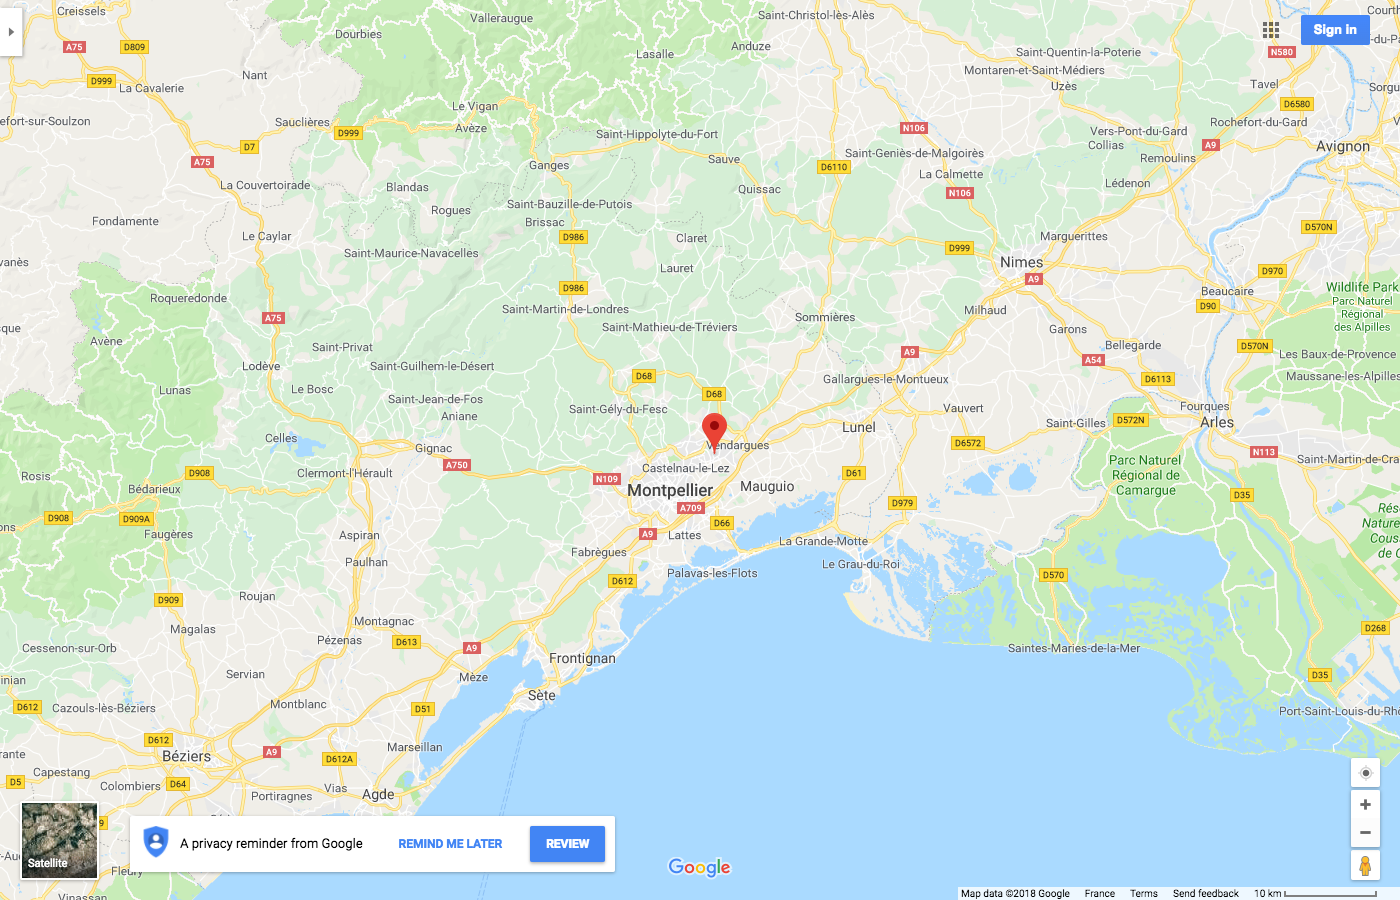 Creissels
Valleraugue
Saint-Christol-lès-Alès
Courth
Sign in
Dourbies
A75
D809
Lasalle
Anduze
Saint-Quentin-la-Poterie
N580
Nant
D999
La Cavalerie
Montaren-et-Saint-Médiers
Uzès
Tavel
Sorgu
Le Vigan
D6580
efort-sur-Soulzon
Sauclières
D999
Avèze
Saint-Hippolyte-du-Fort
N106
Vers-Pont-du-Gard
Rochefort-du-Gard
Collias
A9
Avignon
D7
A75
Ganges
Sauve
D6110
Saint-Geniès-de-Malgoirès
Remoulins
La Calmette
La Couvertoirade
Blandas
Quissac
N106
Lédenon
Saint-Bauzille-de-Putois
Rogues
Brissac
Fondamente
Le Caylar
D986
Claret
D999
Marguerittes
D570N
vanès
Saint-Maurice-Navacelles
Lauret
Nimes
A9
D970
Roqueredonde
D986
Beaucaire
Wildlife Park
Parc Naturel
Régional
des Alpilles
Saint-Martin-de-Londres
D90
Milhaud
A75
Sommières
sque
Saint-Mathieu-de-Tréviers
Garons
Avène
Saint-Privat
A9
Bellegarde
D570N
Lodève
Saint-Guilhem-le-Désert
A54
Les Baux-de-Provence
Lunas
Le Bosc
D68
Gallargues-le-Montueux
D6113
Maussane-les-Alpilles
Saint-Jean-de-Fos
D68
Aniane
Saint-Gély-du-Fesc
Vauvert
Fourques
Celles
Lunel
Saint-Gilles
D572N
Arles
Gignac
Vendargues
D6572
N113
A750
Castelnau-le-Lez
Parc Naturel
Régional de
Camargue
Saint-Martin-de-Cra
Rosis
D908
Clermont-l'Hérault
N109
D61
Bédarieux
Montpellier
Mauguio
D979
D35
ons
D908
D909A
A709
D66
Rés
Nature
Cous
de C
Faugères
Aspiran
A9
Lattes
La Grande-Motte
Fabrègues
Paulhan
Palavas-les-Flots
Le Grau-du-Roi
D612
D570
Roujan
D909
Montagnac
Magalas
Pézenas
D613
A9
D268
Cessenon-sur-Orb
Frontignan
Saintes-Maries-de-la-Mer
Servian
Mèze
D35
inian
Sète
D612
Cazouls-lès-Béziers
Montblanc
D51
Port-Saint-Louis-du-Rhô
D612
A9
Marseillan
Béziers
D612A
rante
Capestang
D5
Colombiers
D64
Vias
Portiragnes
Agde
9
Satellite
-Au
Fleury
Vinassan
A privacy reminder from Google
REMIND ME LATER
REVIEW
Google
Map data ©2018 Google
France
Terms
Send feedback
10 km